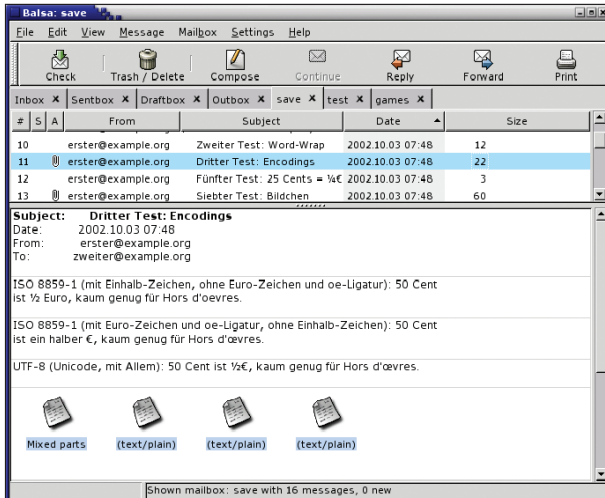 Balsa: save
File Edit View Message Mailbox Settings Help
Check Trash / Delete Compose Continue Reply Forward Print
Inbox x Sentbox x Draftbox x Outbox x save x test x games x
# S A From Subject Date Size
10 erster@example.org Zweiter Test: Word-Wrap 2002.10.03 07:48 12
11 erster@example.org Dritter Test: Encodings 2002.10.03 07:48 22
12 erster@example.org Fünfter Test: 25 Cents = ¼€ 2002.10.03 07:48 3
13 erster@example.org Siebter Test: Bildchen 2002.10.03 07:48 60
Subject: Dritter Test: Encodings
Date: 2002.10.03 07:48
From: erster@example.org
To: zweiter@example.org
ISO 8859-1 (mit Einhalb-Zeichen, ohne Euro-Zeichen und oe-Ligatur): 50 Cent
ist ½ Euro, kaum genug für Hors d'oevres.
ISO 8859-1 (mit Euro-Zeichen und oe-Ligatur, ohne Einhalb-Zeichen): 50 Cent
ist ein halber €, kaum genug für Hors d'œvres.
UTF-8 (Unicode, mit Allem): 50 Cent ist ½€, kaum genug für Hors d'œvres.
Mixed parts (text/plain) (text/plain) (text/plain)
Shown mailbox: save with 16 messages, 0 new